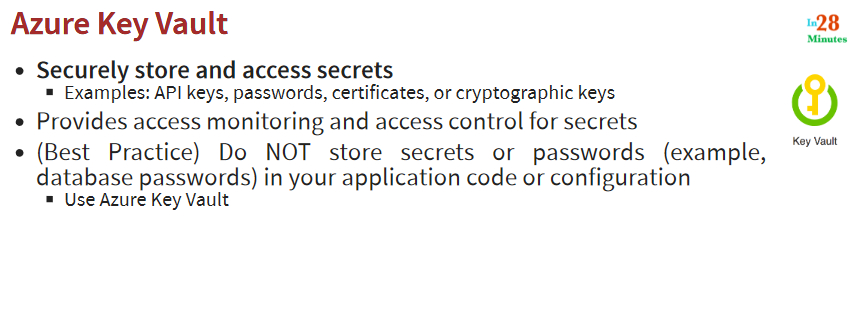 Azure Key Vault
In28
Minutes
• Securely store and access secrets
▪ Examples: API keys, passwords, certificates, or cryptographic keys
• Provides access monitoring and access control for secrets
• (Best Practice) Do NOT store secrets or passwords (example,
database passwords) in your application code or configuration
▪ Use Azure Key Vault
Key Vault